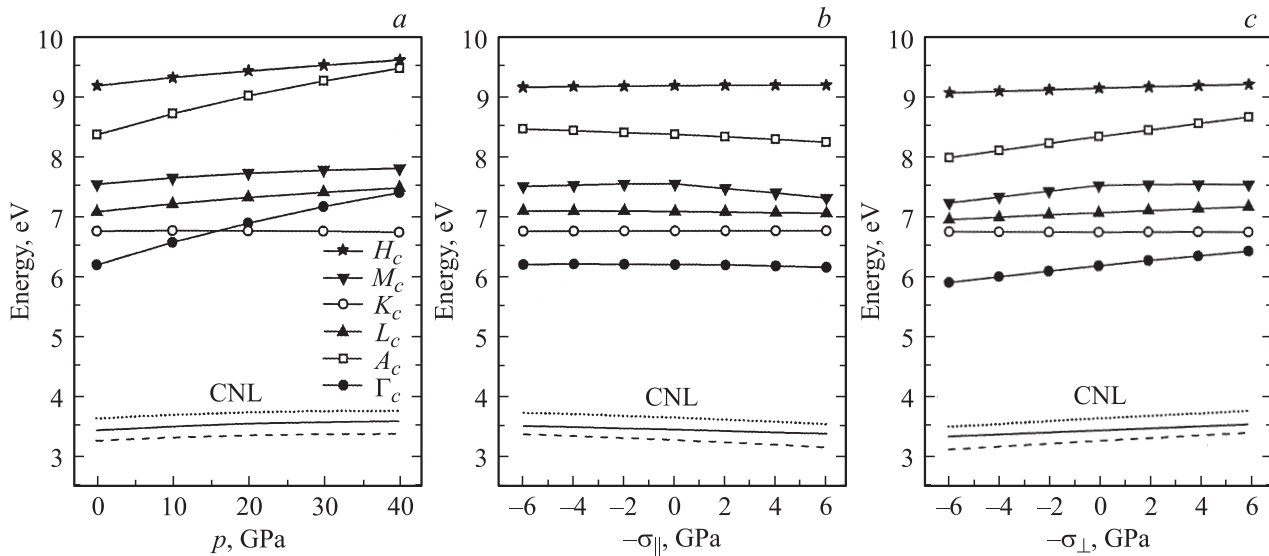 a
10
9
8
7
6
5
4
3
Energy, eV
H_c
M_c
K_c
L_c
A_c
Γ_c
CNL
0 10 20 30 40
p, GPa
b
10
9
8
7
6
5
4
3
Energy, eV
CNL
–6 –4 –2 0 2 4 6
–σ_∥, GPa
c
10
9
8
7
6
5
4
3
Energy, eV
CNL
–6 –4 –2 0 2 4 6
–σ_⊥, GPa